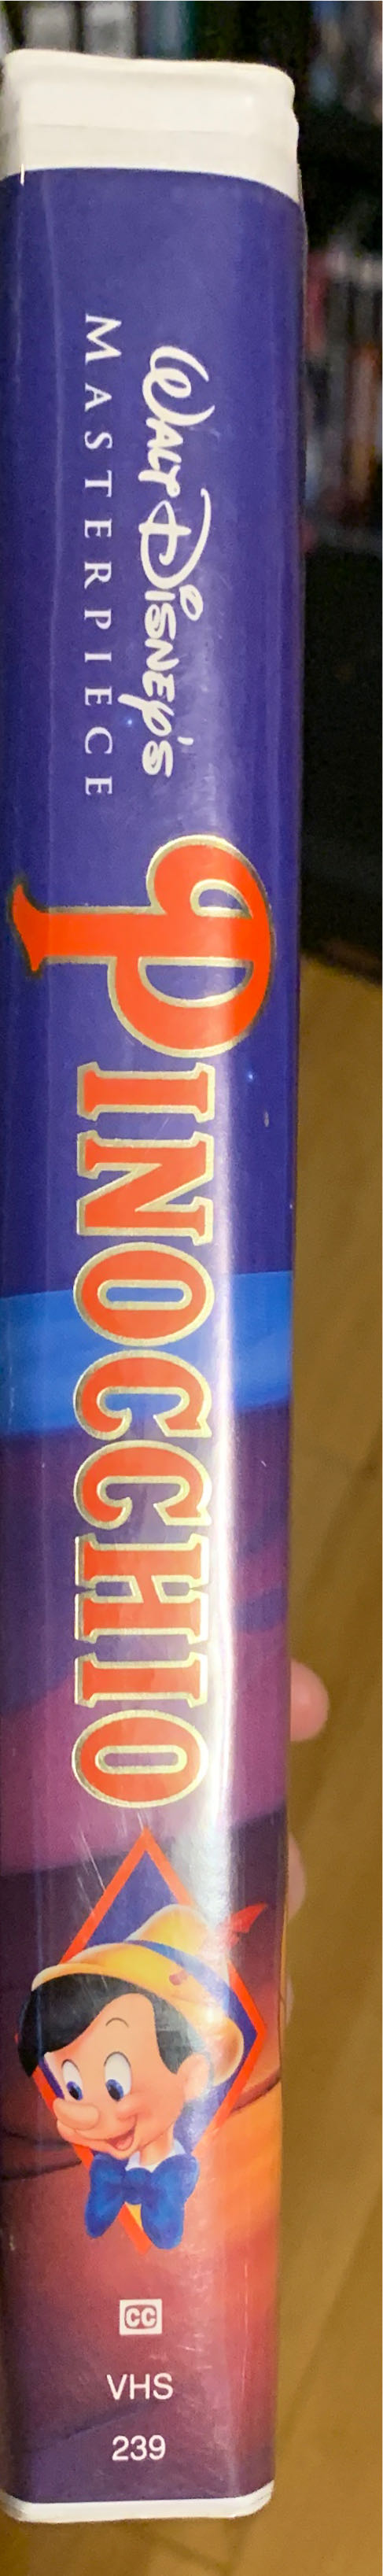 WALT DISNEY'S
MASTERPIECE
PINOCCHIO
CC
VHS
239